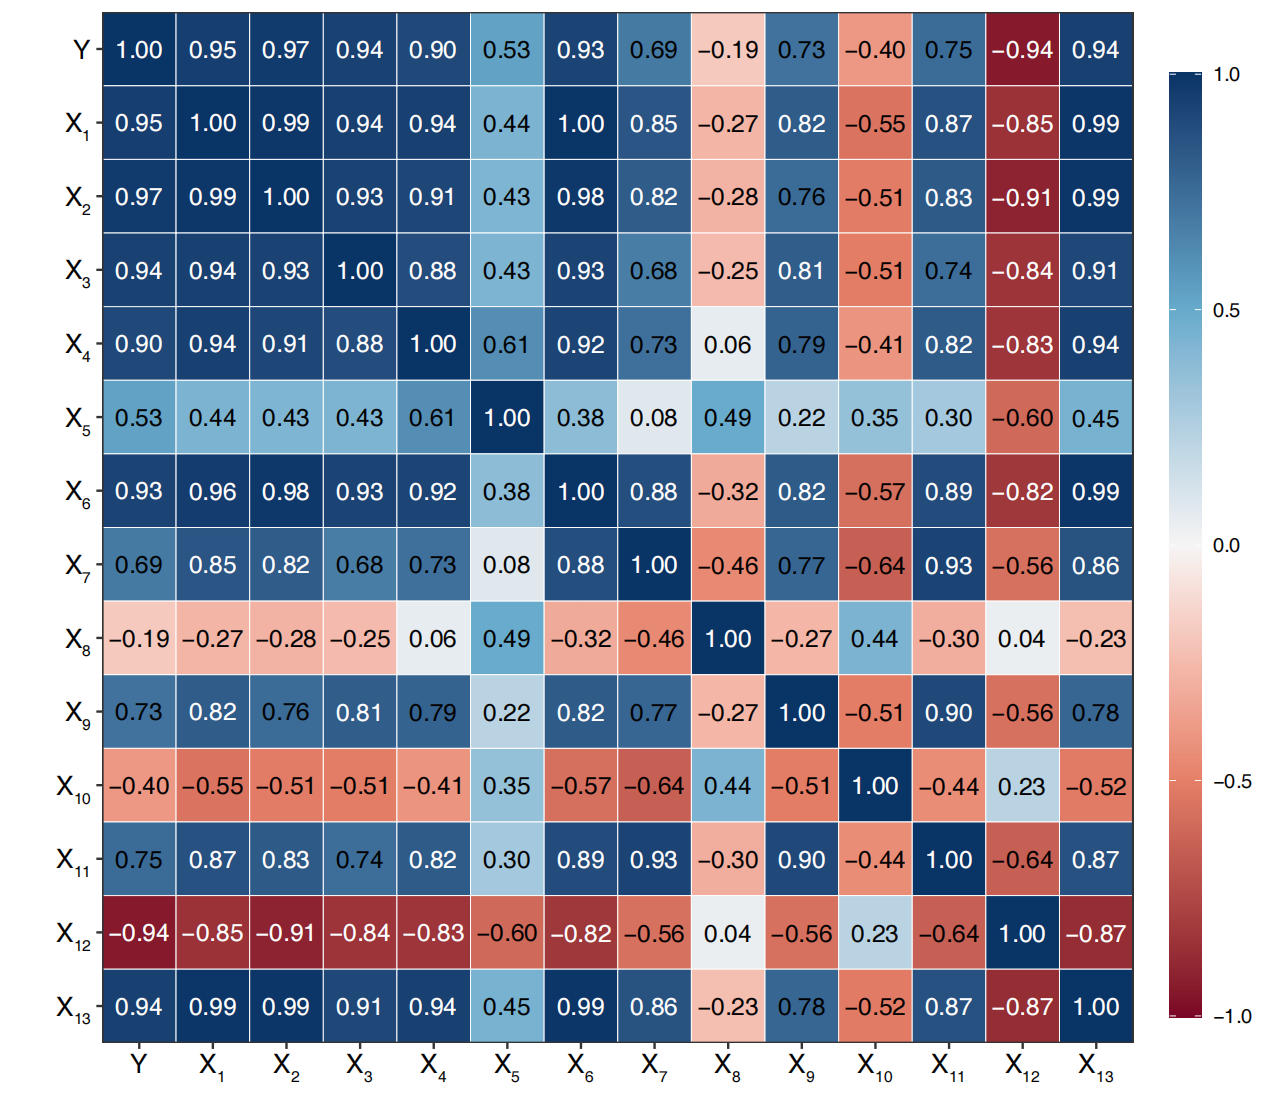 Y 1.00 0.95 0.97 0.94 0.90 0.53 0.93 0.69 −0.19 0.73 −0.40 0.75 −0.94 0.94
X1 0.95 1.00 0.99 0.94 0.94 0.44 1.00 0.85 −0.27 0.82 −0.55 0.87 −0.85 0.99
X2 0.97 0.99 1.00 0.93 0.91 0.43 0.98 0.82 −0.28 0.76 −0.51 0.83 −0.91 0.99
X3 0.94 0.94 0.93 1.00 0.88 0.43 0.93 0.68 −0.25 0.81 −0.51 0.74 −0.84 0.91
X4 0.90 0.94 0.91 0.88 1.00 0.61 0.92 0.73 0.06 0.79 −0.41 0.82 −0.83 0.94
X5 0.53 0.44 0.43 0.43 0.61 1.00 0.38 0.08 0.49 0.22 0.35 0.30 −0.60 0.45
X6 0.93 0.96 0.98 0.93 0.92 0.38 1.00 0.88 −0.32 0.82 −0.57 0.89 −0.82 0.99
X7 0.69 0.85 0.82 0.68 0.73 0.08 0.88 1.00 −0.46 0.77 −0.64 0.93 −0.56 0.86
X8 −0.19 −0.27 −0.28 −0.25 0.06 0.49 −0.32 −0.46 1.00 −0.27 0.44 −0.30 0.04 −0.23
X9 0.73 0.82 0.76 0.81 0.79 0.22 0.82 0.77 −0.27 1.00 −0.51 0.90 −0.56 0.78
X10 −0.40 −0.55 −0.51 −0.51 −0.41 0.35 −0.57 −0.64 0.44 −0.51 1.00 −0.44 0.23 −0.52
X11 0.75 0.87 0.83 0.74 0.82 0.30 0.89 0.93 −0.30 0.90 −0.44 1.00 −0.64 0.87
X12 −0.94 −0.85 −0.91 −0.84 −0.83 −0.60 −0.82 −0.56 0.04 −0.56 0.23 −0.64 1.00 −0.87
X13 0.94 0.99 0.99 0.91 0.94 0.45 0.99 0.86 −0.23 0.78 −0.52 0.87 −0.87 1.00
Y X1 X2 X3 X4 X5 X6 X7 X8 X9 X10 X11 X12 X13
1.0
0.5
0.0
−0.5
−1.0